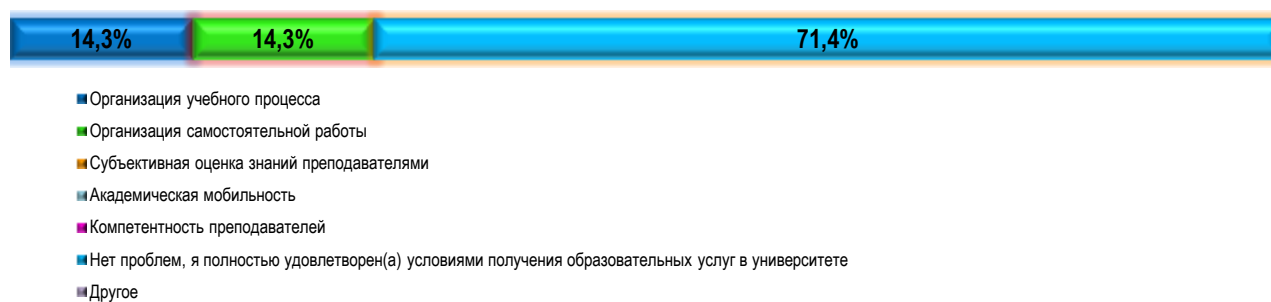 14,3% 14,3% 71,4%
Организация учебного процесса
Организация самостоятельной работы
Субъективная оценка знаний преподавателями
Академическая мобильность
Компетентность преподавателей
Нет проблем, я полностью удовлетворен(а) условиями получения образовательных услуг в университете
Другое